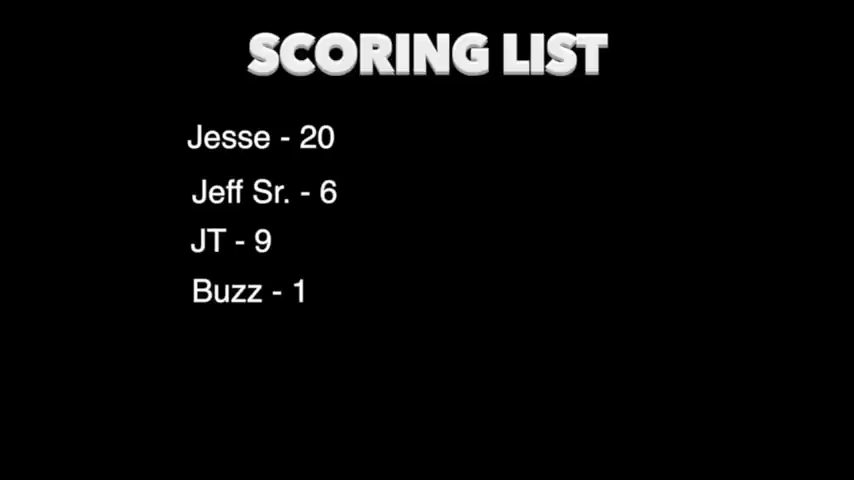 SCORING LIST
Jesse - 20
Jeff Sr. - 6
JT - 9
Buzz - 1